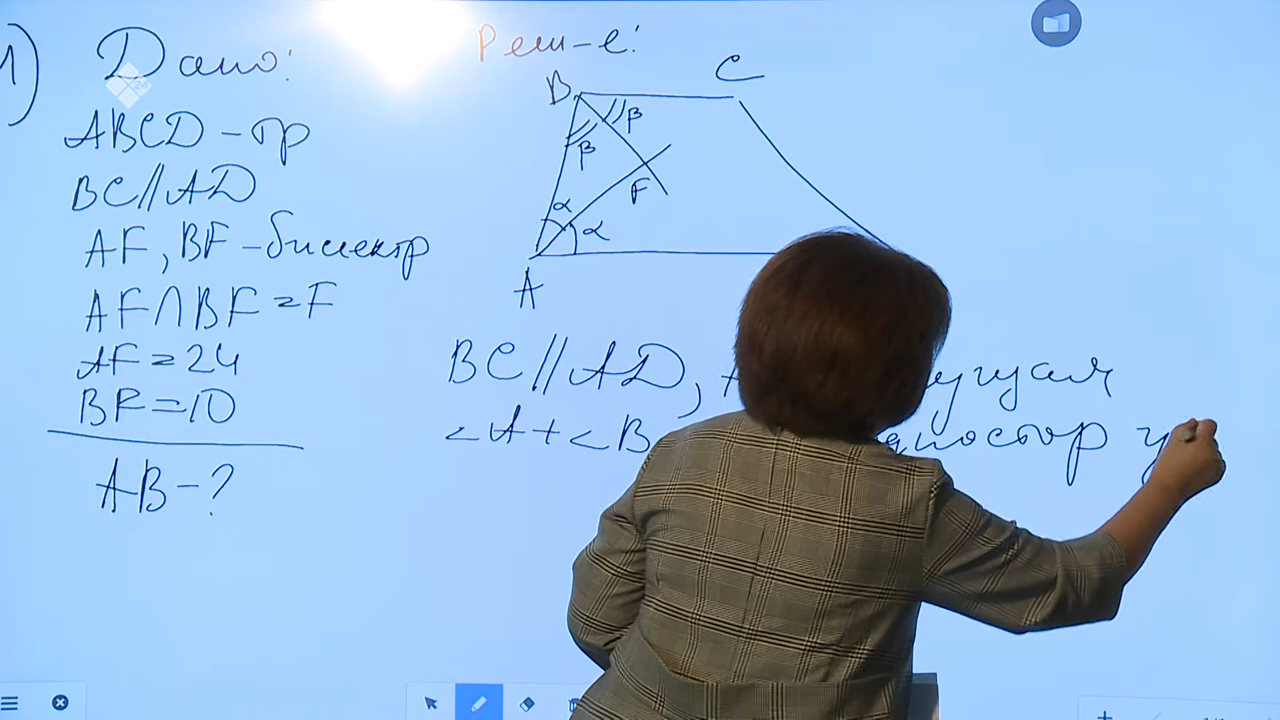 1) Дано:
ABCD - тр
BC//AD
AF, BF - биссектр
AF∩BF = F
AF = 24
BF = 10
AB - ?
Реш-е:
B C
β
β
F
α
α
A
BC//AD,
<A + <B одностор